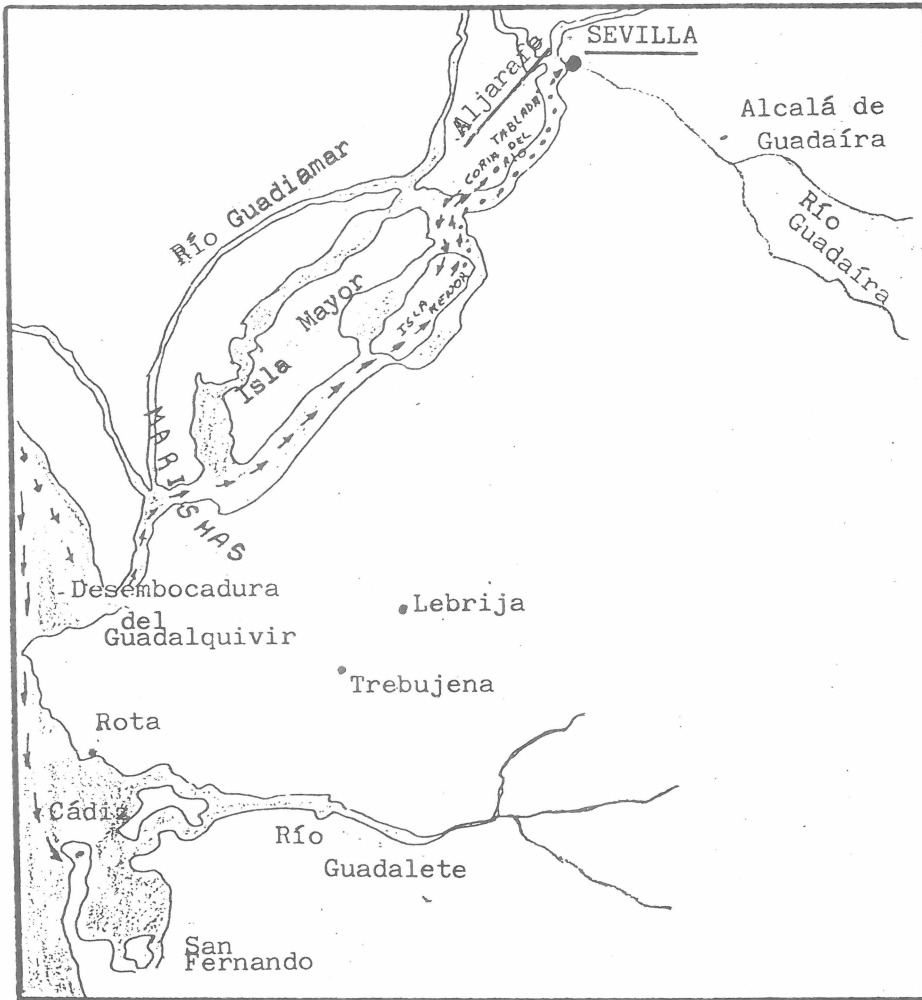 SEVILLA
Aljarafe
TABLADA
CORIA DEL RIO
Alcalá de
Guadaíra
Río
Guadaíra
Río Guadiamar
Isla Mayor
ISLA MENOR
MARISMAS
Desembocadura
del
Guadalquivir
Lebrija
Trebujena
Rota
Cádiz
Río
Guadalete
San
Fernando